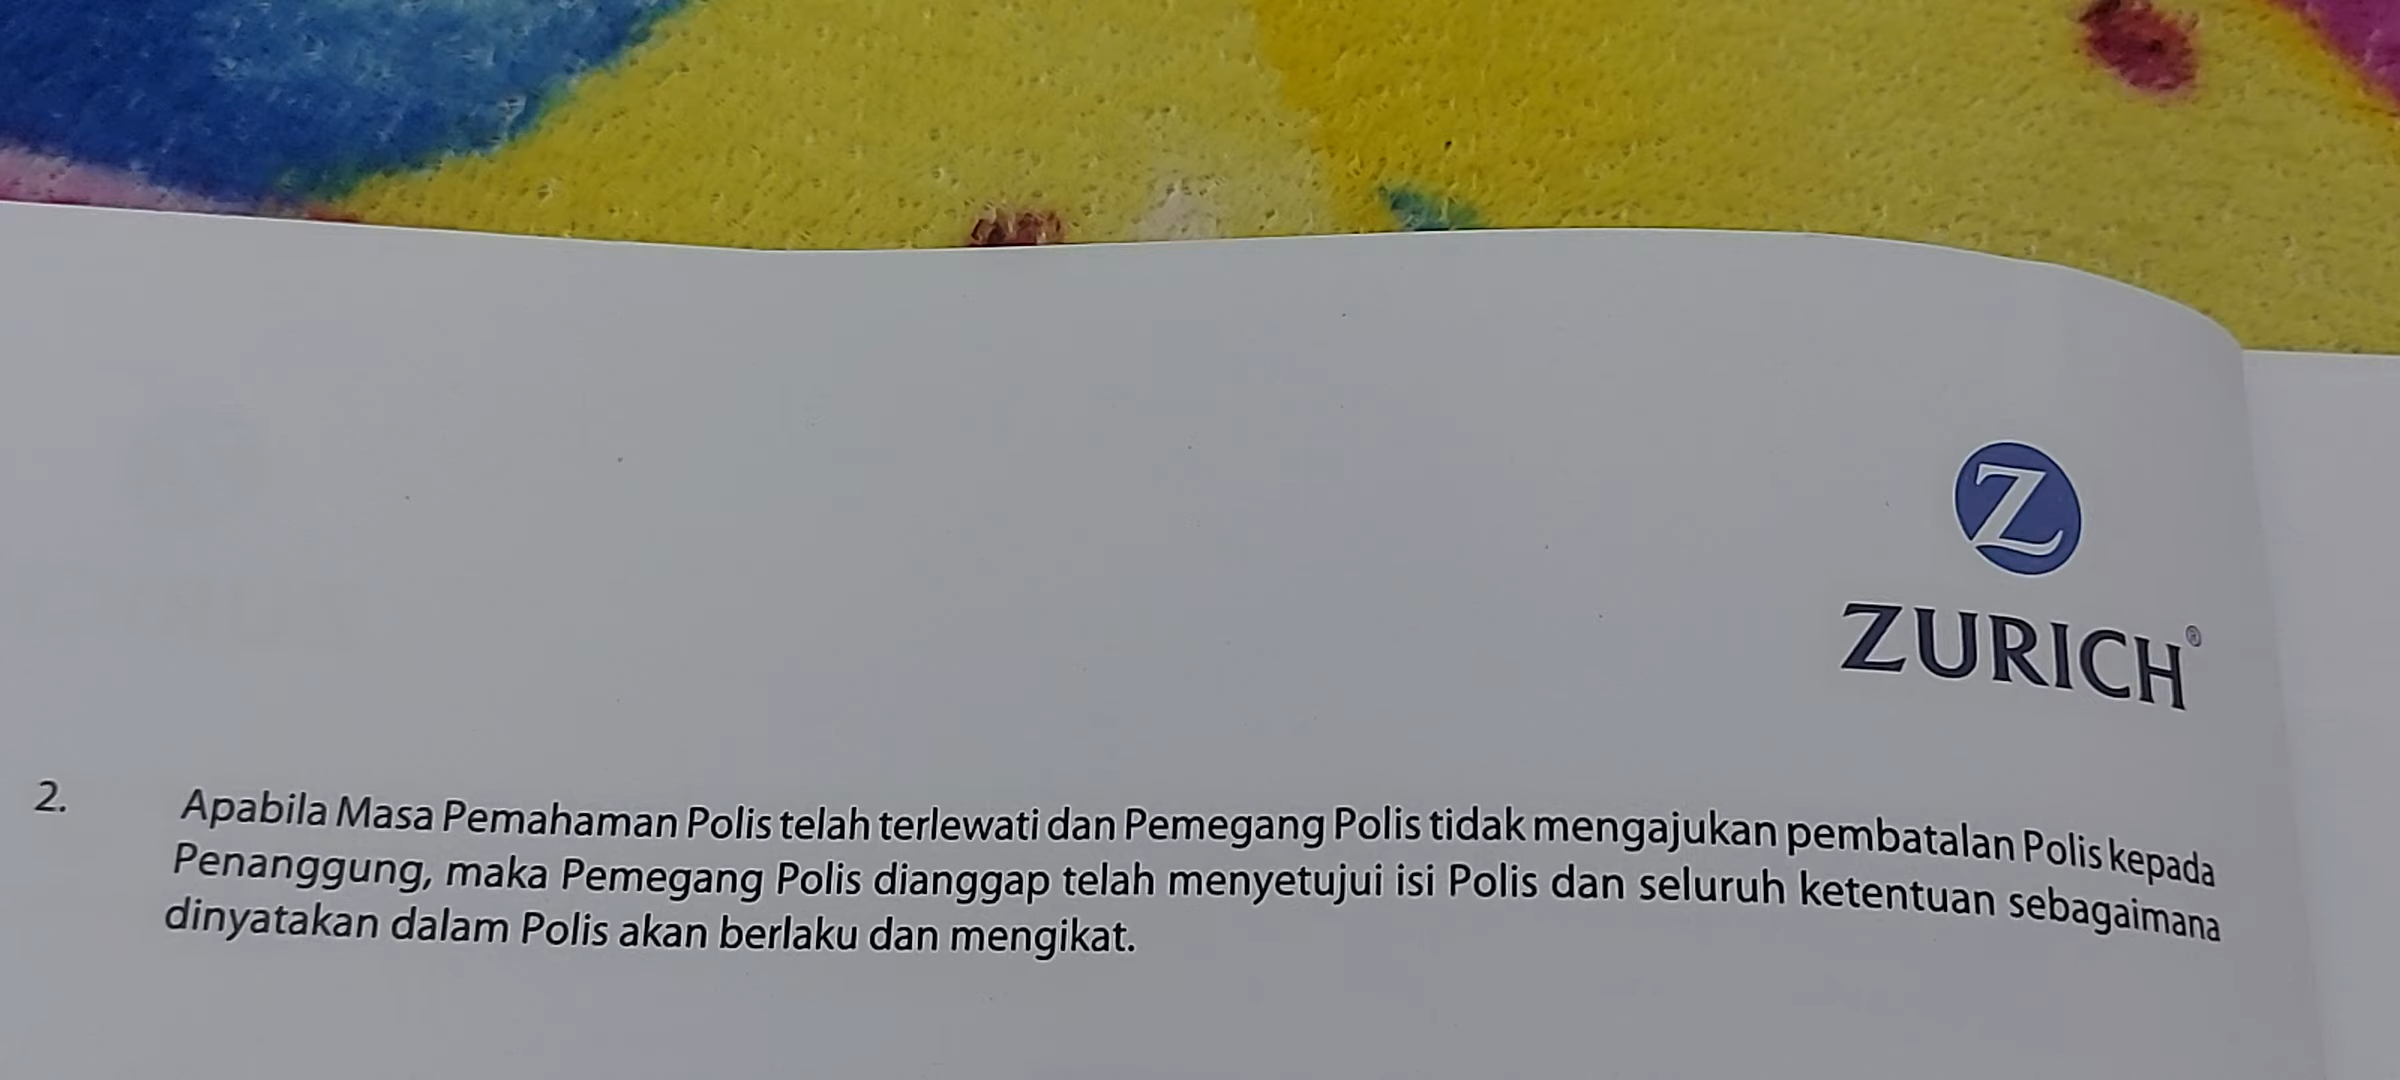 Z
ZURICH®
2. Apabila Masa Pemahaman Polis telah terlewati dan Pemegang Polis tidak mengajukan pembatalan Polis kepada
Penanggung, maka Pemegang Polis dianggap telah menyetujui isi Polis dan seluruh ketentuan sebagaimana
dinyatakan dalam Polis akan berlaku dan mengikat.